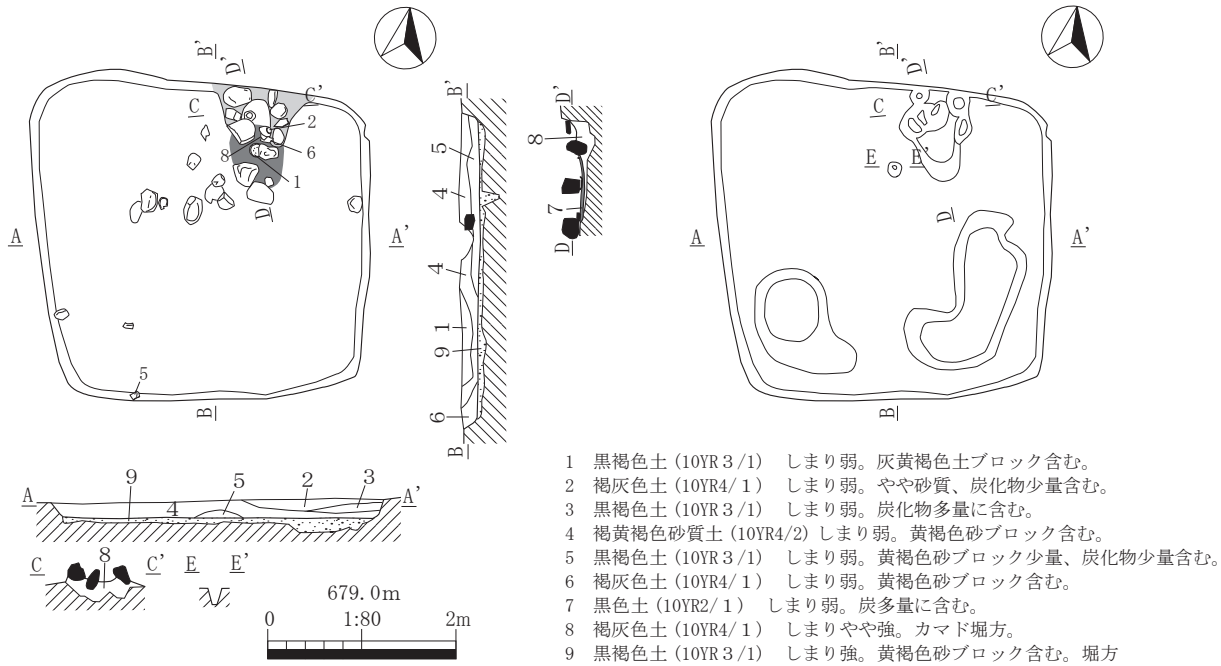 B'
D'
C
C'
2
8
6
1
D
A
A'
5
B
B'
5
4
4
1
9
6
B
D'
8
7
D
B'
D'
C
C'
E
E'
D
A
A'
B
A
9
4
5
2
3
A'
C
8
C'
E
E'
679.0m
0
1:80
2m
1 黒褐色土 (10YR３/1) しまり弱。灰黄褐色土ブロック含む。
2 褐灰色土 (10YR4/１) しまり弱。やや砂質、炭化物少量含む。
3 黒褐色土 (10YR３/1) しまり弱。炭化物多量に含む。
4 褐黄褐色砂質土 (10YR4/2) しまり弱。黄褐色砂ブロック含む。
5 黒褐色土 (10YR３/1) しまり弱。黄褐色砂ブロック少量、炭化物少量含む。
6 褐灰色土 (10YR4/１) しまり弱。黄褐色砂ブロック含む。
7 黒色土 (10YR2/１) しまり弱。炭多量に含む。
8 褐灰色土 (10YR4/１) しまりやや強。カマド堀方。
9 黒褐色土 (10YR３/1) しまり強。黄褐色砂ブロック含む。堀方